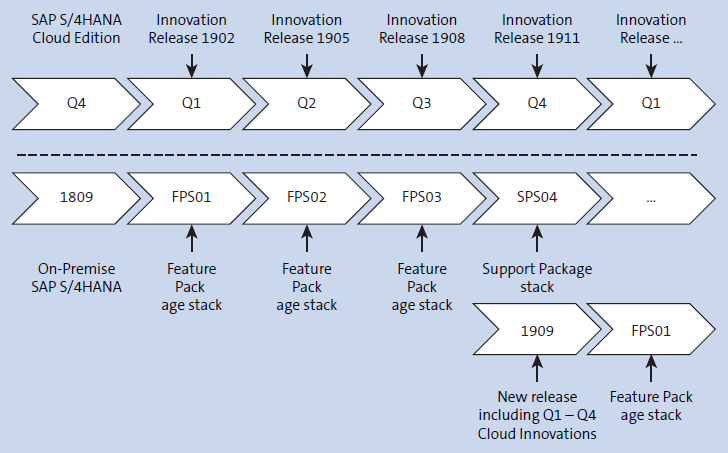 SAP S/4HANA
Cloud Edition
Innovation
Release 1902
Innovation
Release 1905
Innovation
Release 1908
Innovation
Release 1911
Innovation
Release ...
Q4
Q1
Q2
Q3
Q4
Q1
1809
FPS01
FPS02
FPS03
SPS04
...
On-Premise
SAP S/4HANA
Feature
Pack
age stack
Feature
Pack
age stack
Feature
Pack
age stack
Support Package
stack
1909
FPS01
New release
including Q1 – Q4
Cloud Innovations
Feature Pack
age stack